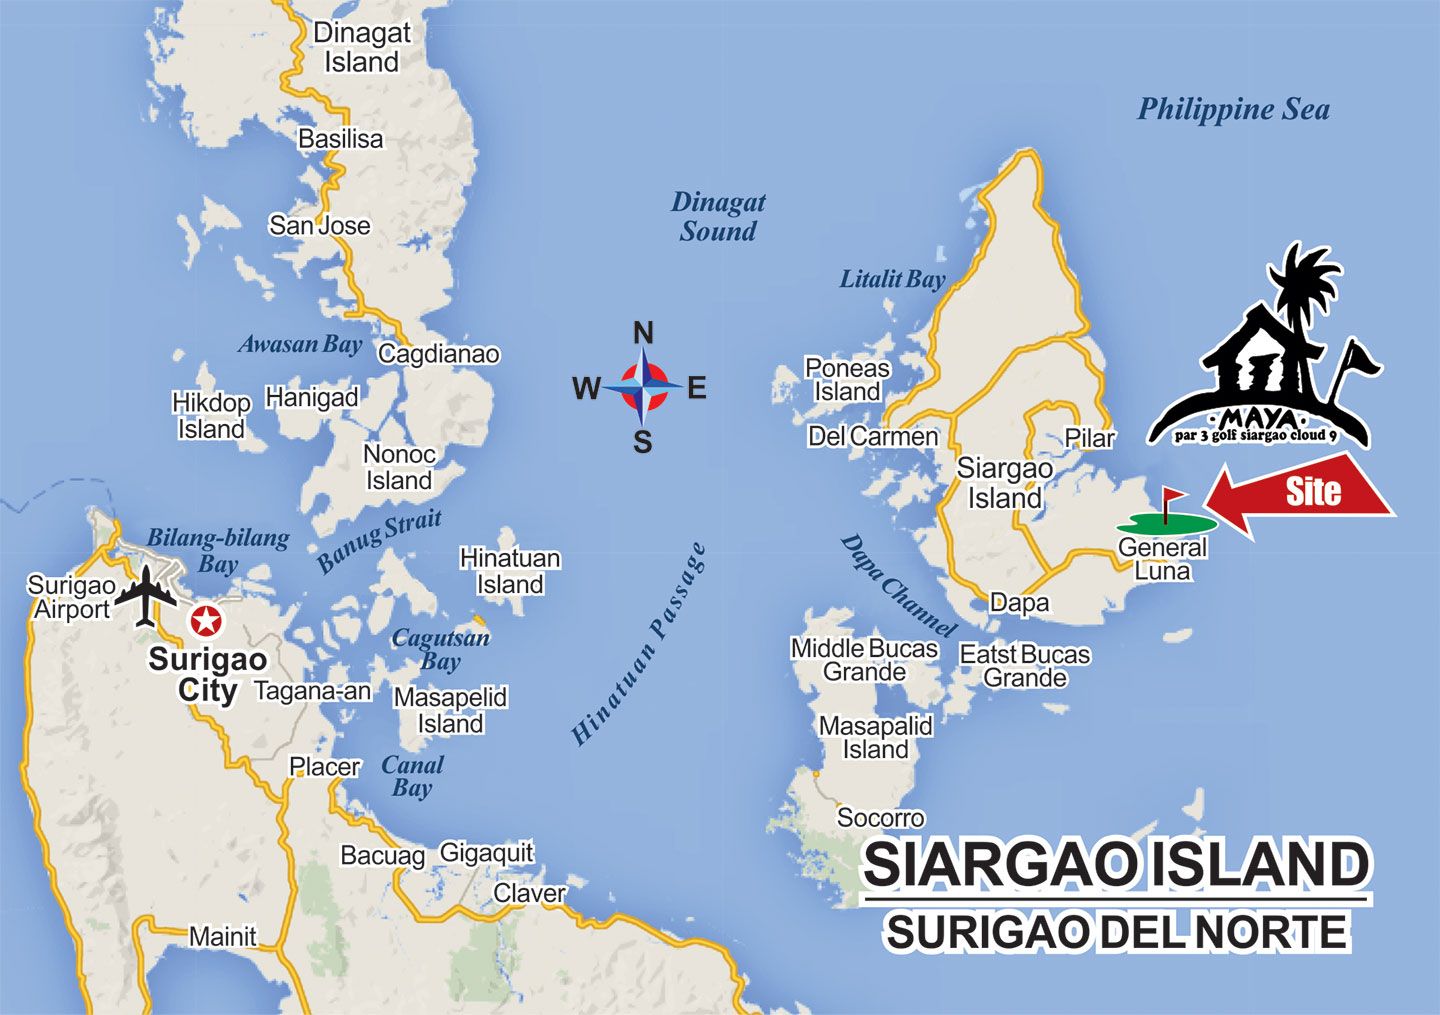 Dinagat
Island
Philippine Sea
Basilisa
Dinagat
Sound
San Jose
Litalit Bay
Awasan Bay
Cagdianao
N
W
E
S
Poneas
Island
Hikdop
Island
Hanigad
MAYA
par 3 golf siargao cloud 9
Del Carmen
Pilar
Nonoc
Island
Siargao
Island
Site
Banug Strait
Bilang-bilang
Bay
Hinatuan
Island
General
Luna
Dapa Channel
Surigao
Airport
Dapa
Hinatuan Passage
Cagutsan
Bay
Surigao
City
Middle Bucas
Grande
Eatst Bucas
Grande
Tagana-an
Masapelid
Island
Masapalid
Island
Placer
Canal
Bay
Socorro
Bacuag
Gigaquit
Claver
SIARGAO ISLAND
SURIGAO DEL NORTE
Mainit